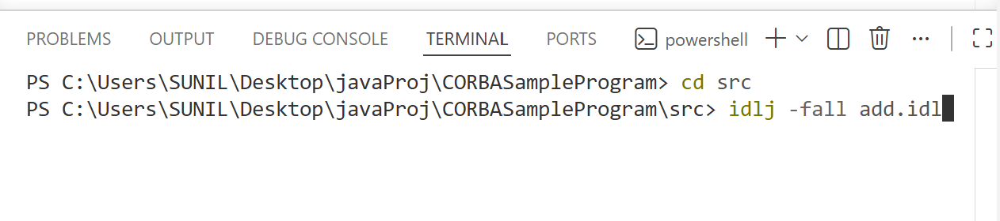 PROBLEMS OUTPUT DEBUG CONSOLE TERMINAL PORTS powershell
PS C:\Users\SUNIL\Desktop\javaProj\CORBASampleProgram> cd src
PS C:\Users\SUNIL\Desktop\javaProj\CORBASampleProgram\src> idlj -fall add.idl